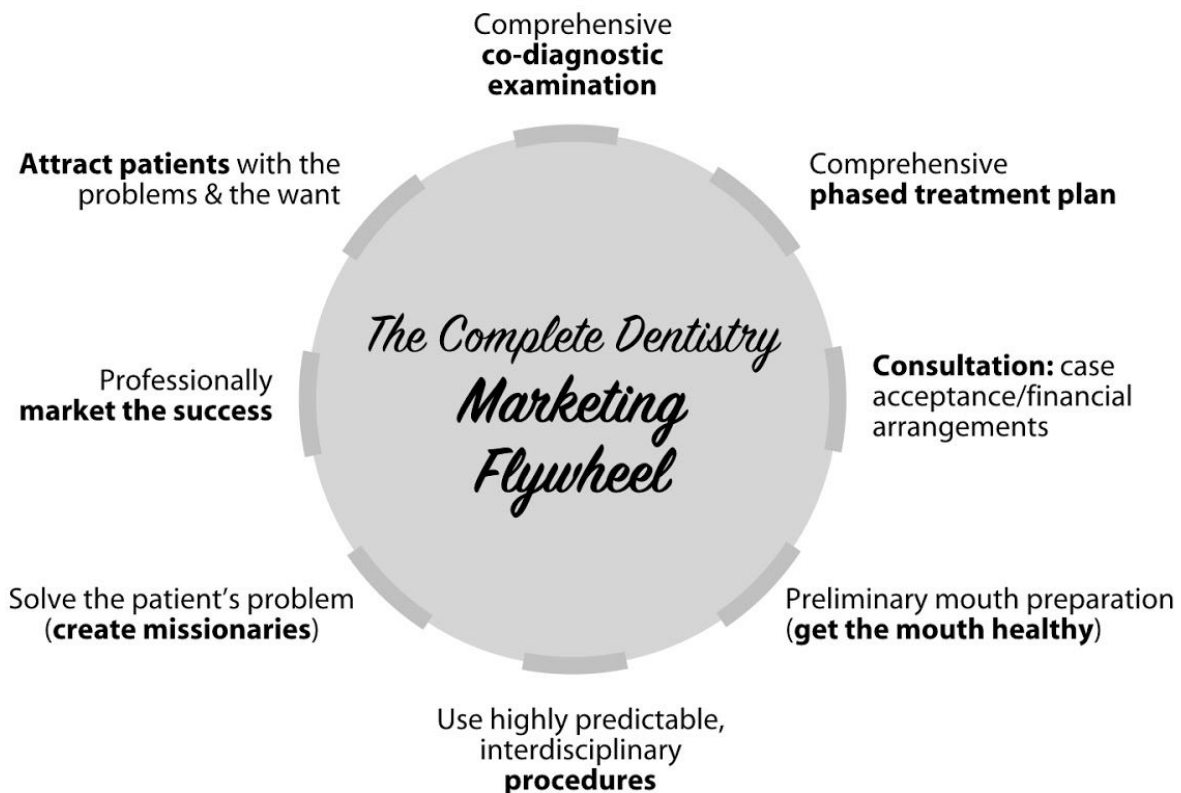 Comprehensive
co-diagnostic
examination
Attract patients with the
problems & the want
Comprehensive
phased treatment plan
The Complete Dentistry
Marketing
Flywheel
Professionally
market the success
Consultation: case
acceptance/financial
arrangements
Solve the patient’s problem
(create missionaries)
Preliminary mouth preparation
(get the mouth healthy)
Use highly predictable,
interdisciplinary
procedures